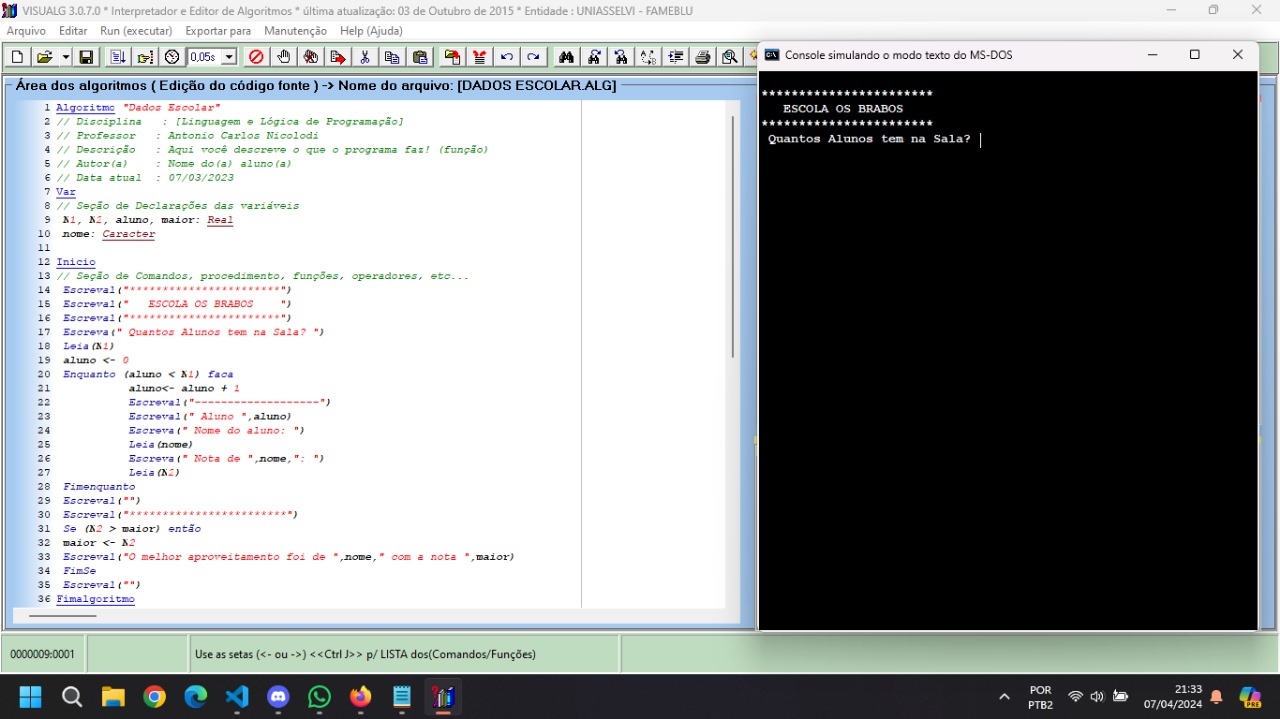 VISUALG 3.0.7.0 * Interpretador e Editor de Algoritmos * última atualização: 03 de Outubro de 2015 * Entidade : UNIASSELVI - FAMEBLU
Arquivo Editar Run (executar) Exportar para Manutenção Help (Ajuda)
0,05s
Área dos algoritmos ( Edição do código fonte ) -> Nome do arquivo: [DADOS ESCOLAR.ALG]
1 Algoritmo "Dados Escolar"
2 // Disciplina : [Linguagem e Lógica de Programação]
3 // Professor : Antonio Carlos Nicolodi
4 // Descrição : Aqui você descreve o que o programa faz! (função)
5 // Autor(a) : Nome do(a) aluno(a)
6 // Data atual : 07/03/2023
7 Var
8 // Seção de Declarações das variáveis
9 N1, N2, aluno, maior: Real
10 nome: Caracter
11
12 Inicio
13 // Seção de Comandos, procedimento, funções, operadores, etc...
14 Escreval("***********************")
15 Escreval("   ESCOLA OS BRABOS    ")
16 Escreval("***********************")
17 Escreva(" Quantos Alunos tem na Sala? ")
18 Leia(N1)
19 aluno <- 0
20 Enquanto (aluno < N1) faca
21 aluno<- aluno + 1
22 Escreval("-------------------")
23 Escreval(" Aluno ",aluno)
24 Escreva(" Nome do aluno: ")
25 Leia(nome)
26 Escreva(" Nota de ",nome,": ")
27 Leia(N2)
28 Fimenquanto
29 Escreval("")
30 Escreval("************************")
31 Se (N2 > maior) então
32 maior <- N2
33 Escreval("O melhor aproveitamento foi de ",nome," com a nota ",maior)
34 FimSe
35 Escreval("")
36 Fimalgoritmo
Console simulando o modo texto do MS-DOS
***********************
ESCOLA OS BRABOS
***********************
Quantos Alunos tem na Sala?
0000009:0001
Use as setas (<- ou ->) <<Ctrl J>> p/ LISTA dos(Comandos/Funções)
POR
PTB2
21:33
07/04/2024
PRE